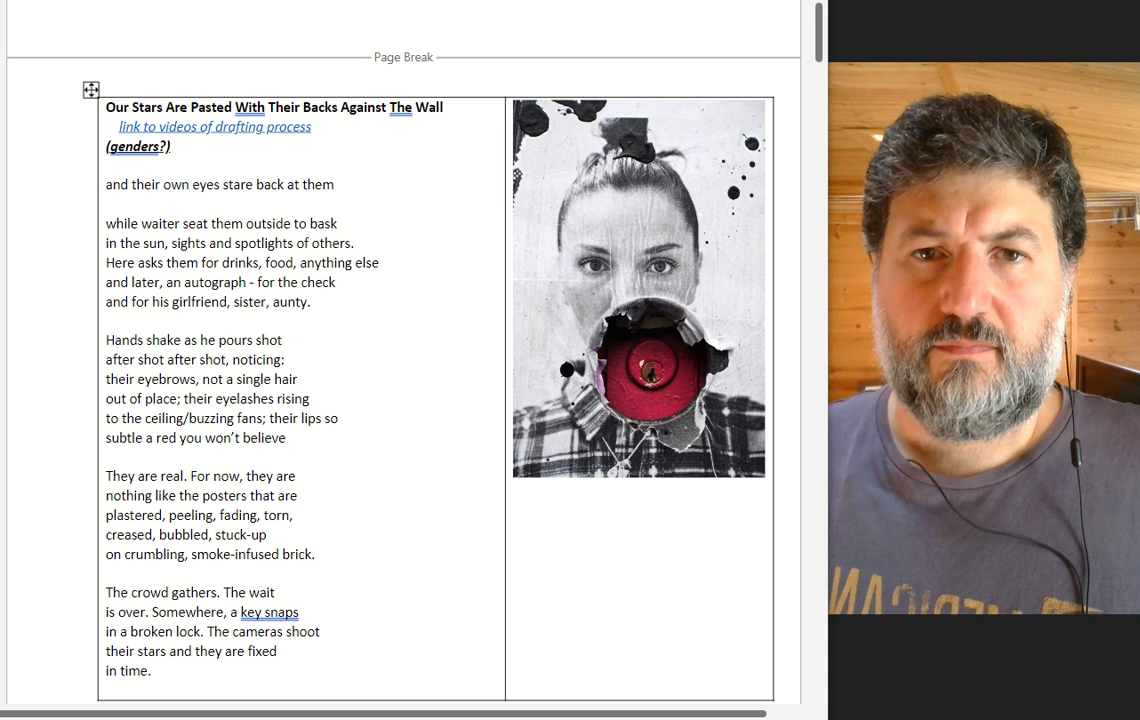 Page Break
Our Stars Are Pasted With Their Backs Against The Wall
link to videos of drafting process
(genders?)
and their own eyes stare back at them
while waiter seat them outside to bask
in the sun, sights and spotlights of others.
Here asks them for drinks, food, anything else
and later, an autograph - for the check
and for his girlfriend, sister, aunty.
Hands shake as he pours shot
after shot after shot, noticing:
their eyebrows, not a single hair
out of place; their eyelashes rising
to the ceiling/buzzing fans; their lips so
subtle a red you won't believe
They are real. For now, they are
nothing like the posters that are
plastered, peeling, fading, torn,
creased, bubbled, stuck-up
on crumbling, smoke-infused brick.
The crowd gathers. The wait
is over. Somewhere, a key snaps
in a broken lock. The cameras shoot
their stars and they are fixed
in time.